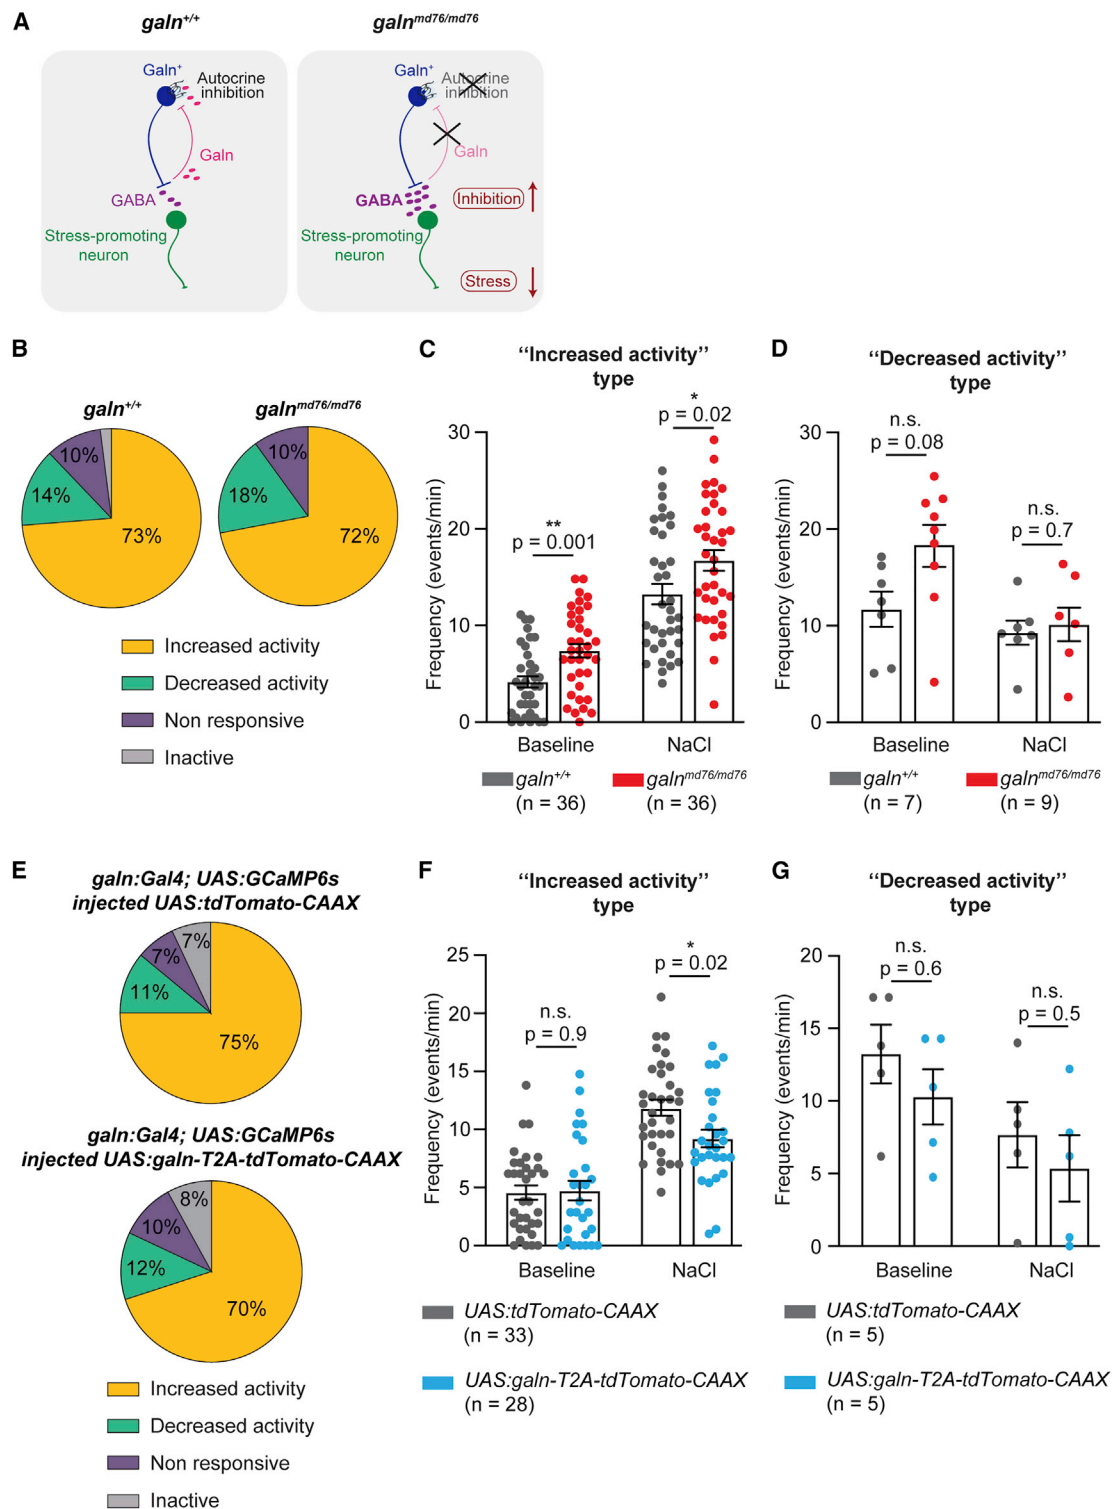 A
galn+/+
galnmd76/md76
Galn+
Autocrine
inhibition
Galn
GABA
Stress-promoting
neuron
Galn+
Autocrine
inhibition
Galn
GABA
Inhibition
Stress-promoting
neuron
Stress
B
galn+/+
galnmd76/md76
10%
14%
73%
10%
18%
72%
Increased activity
Decreased activity
Non responsive
Inactive
C
"Increased activity"
type
Frequency (events/min)
30
20
10
0
**
p = 0.001
*
p = 0.02
Baseline
NaCl
galn+/+
(n = 36)
galnmd76/md76
(n = 36)
D
"Decreased activity"
type
Frequency (events/min)
30
20
10
0
n.s.
p = 0.08
n.s.
p = 0.7
Baseline
NaCl
galn+/+
(n = 7)
galnmd76/md76
(n = 9)
E
galn:Gal4; UAS:GCaMP6s
injected UAS:tdTomato-CAAX
7%
7%
11%
75%
galn:Gal4; UAS:GCaMP6s
injected UAS:galn-T2A-tdTomato-CAAX
8%
10%
12%
70%
Increased activity
Decreased activity
Non responsive
Inactive
F
"Increased activity"
type
Frequency (events/min)
25
20
15
10
5
0
n.s.
p = 0.9
*
p = 0.02
Baseline
NaCl
UAS:tdTomato-CAAX
(n = 33)
UAS:galn-T2A-tdTomato-CAAX
(n = 28)
G
"Decreased activity"
type
Frequency (events/min)
20
15
10
5
0
n.s.
p = 0.6
n.s.
p = 0.5
Baseline
NaCl
UAS:tdTomato-CAAX
(n = 5)
UAS:galn-T2A-tdTomato-CAAX
(n = 5)